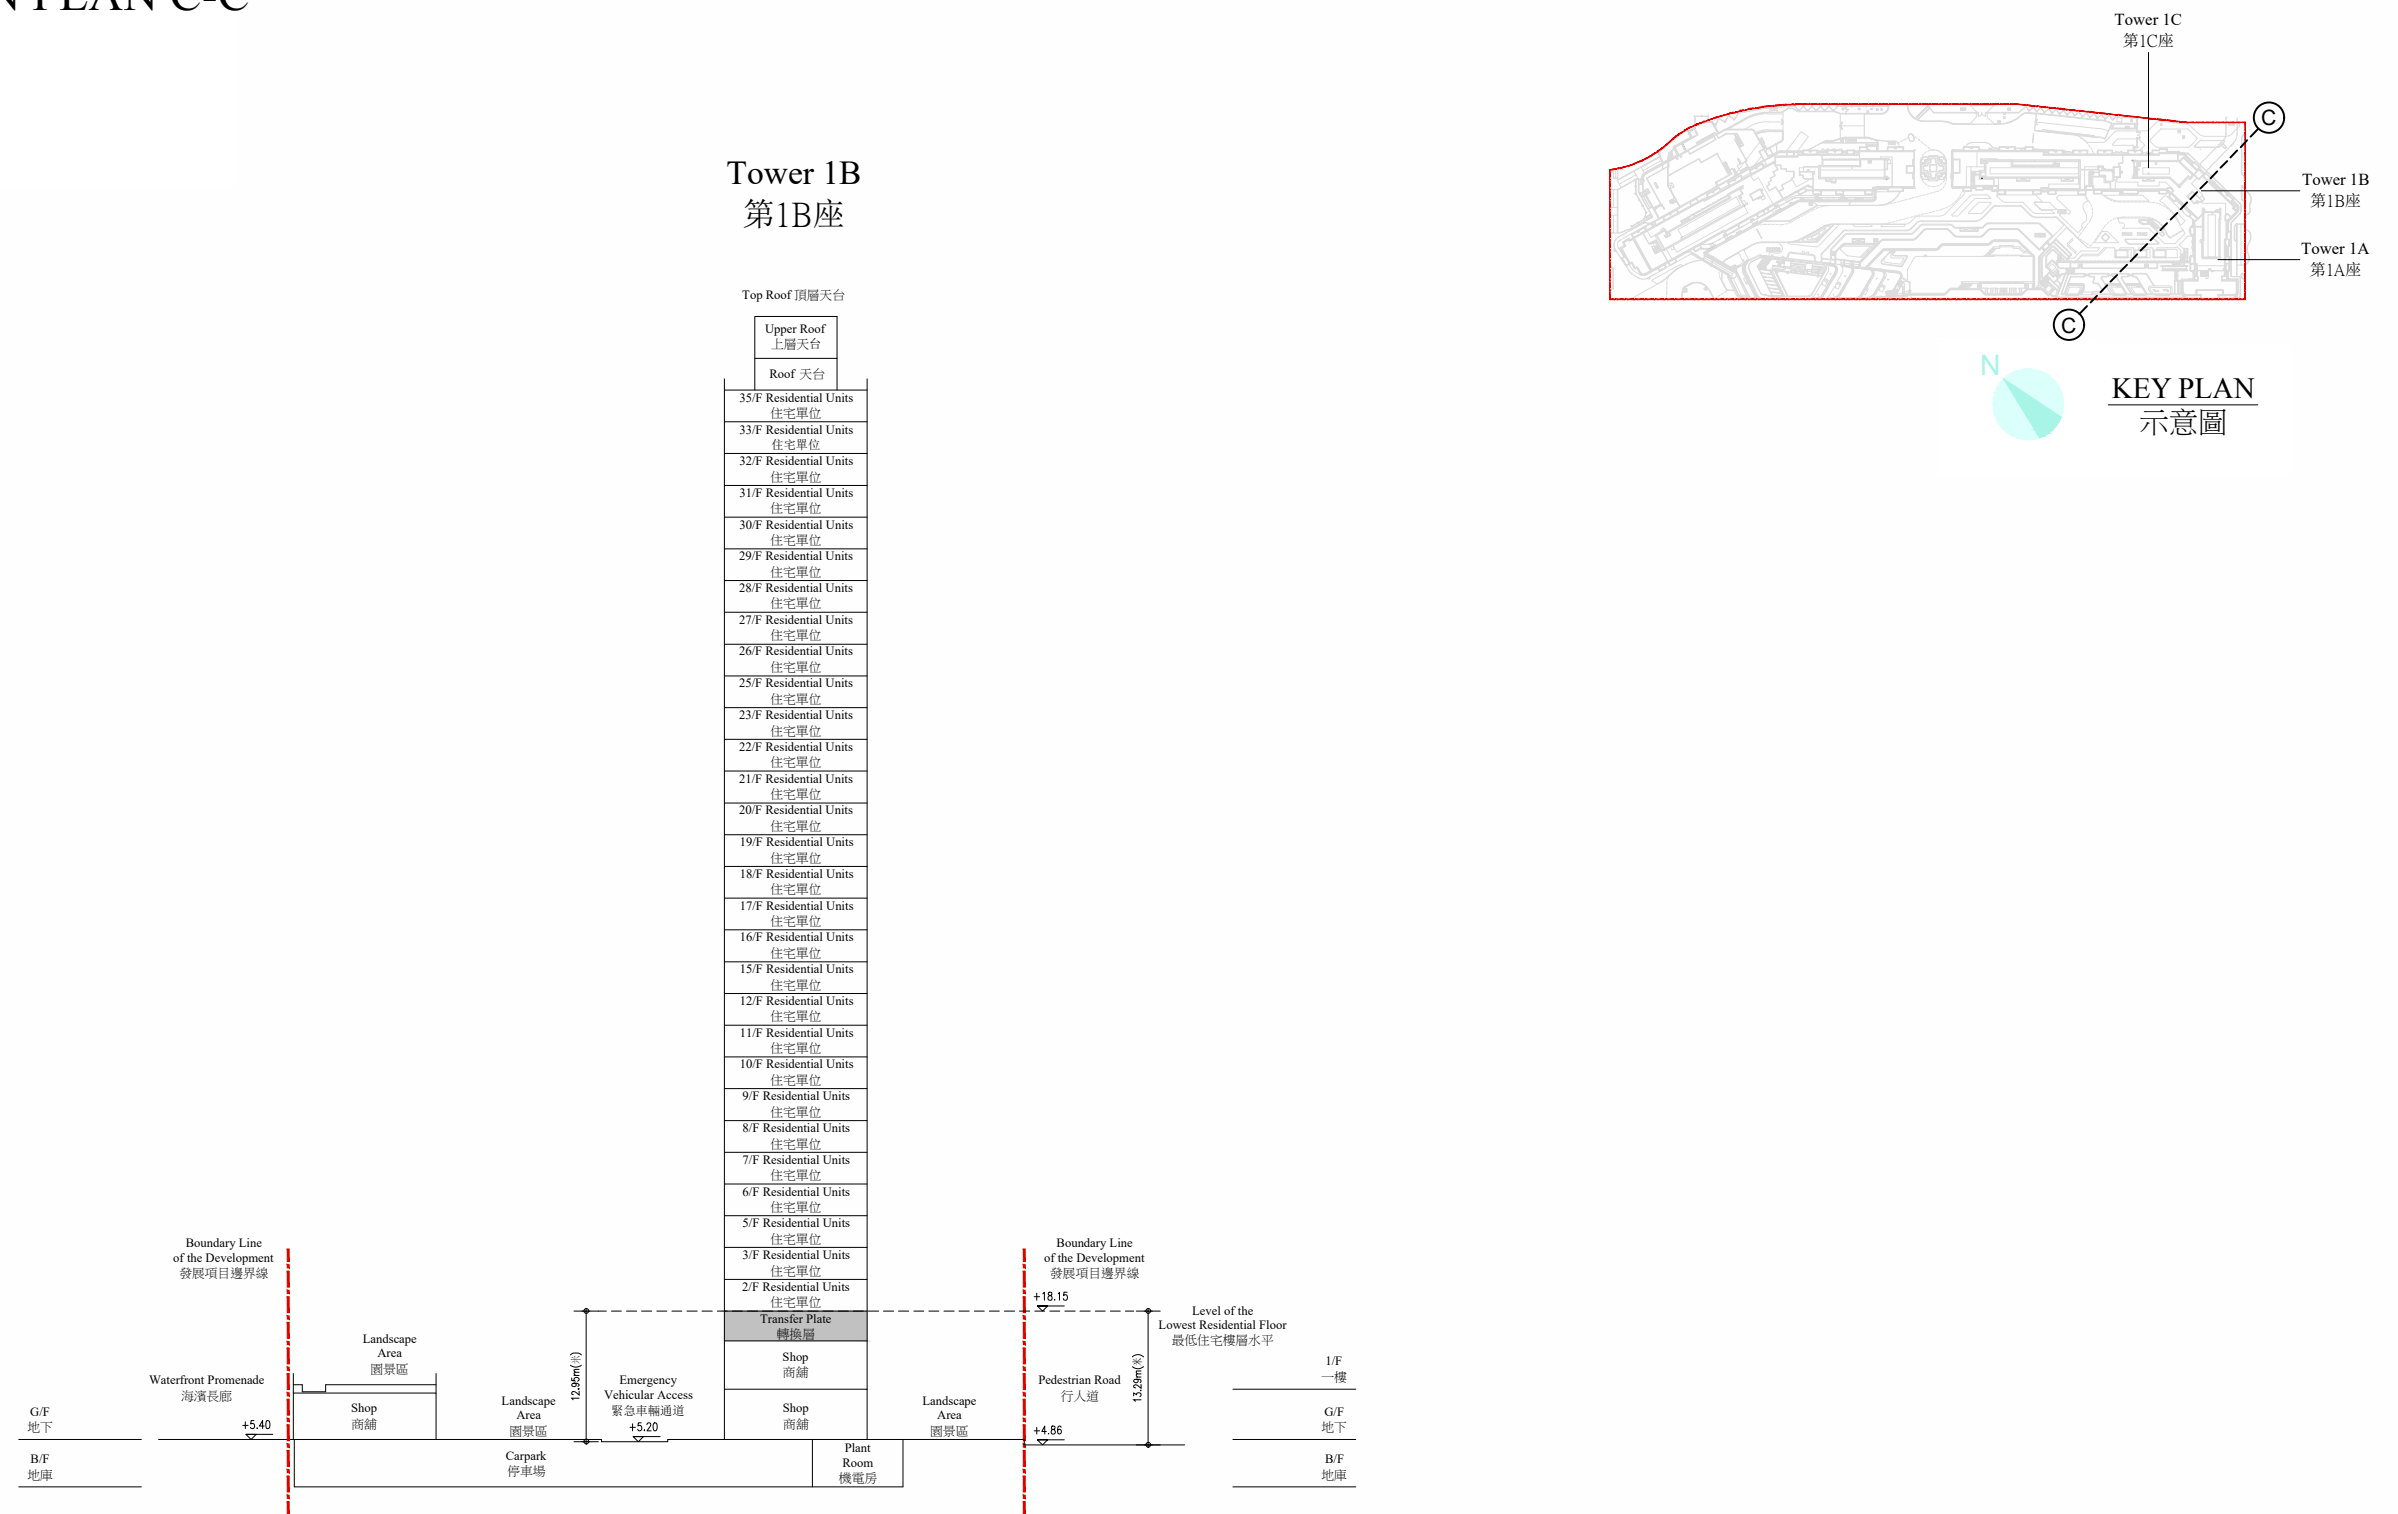 PLAN C-C
Tower 1C
第1C座
C
Tower 1B
第1B座
Tower 1A
第1A座
C
N
KEY PLAN
示意圖
Tower 1B
第1B座
Top Roof 頂層天台
Upper Roof
上層天台
Roof 天台
35/F Residential Units
住宅單位
33/F Residential Units
住宅單位
32/F Residential Units
住宅單位
31/F Residential Units
住宅單位
30/F Residential Units
住宅單位
29/F Residential Units
住宅單位
28/F Residential Units
住宅單位
27/F Residential Units
住宅單位
26/F Residential Units
住宅單位
25/F Residential Units
住宅單位
23/F Residential Units
住宅單位
22/F Residential Units
住宅單位
21/F Residential Units
住宅單位
20/F Residential Units
住宅單位
19/F Residential Units
住宅單位
18/F Residential Units
住宅單位
17/F Residential Units
住宅單位
16/F Residential Units
住宅單位
15/F Residential Units
住宅單位
12/F Residential Units
住宅單位
11/F Residential Units
住宅單位
10/F Residential Units
住宅單位
9/F Residential Units
住宅單位
8/F Residential Units
住宅單位
7/F Residential Units
住宅單位
6/F Residential Units
住宅單位
5/F Residential Units
住宅單位
3/F Residential Units
住宅單位
2/F Residential Units
住宅單位
Transfer Plate
轉換層
Shop
商舖
Shop
商舖
Boundary Line
of the Development
發展項目邊界線
Landscape
Area
園景區
Waterfront Promenade
海濱長廊
+5.40
Shop
商舖
Landscape
Area
園景區
12.95m(米)
Emergency
Vehicular Access
緊急車輛通道
+5.20
Landscape
Area
園景區
Carpark
停車場
Plant
Room
機電房
G/F
地下
B/F
地庫
Boundary Line
of the Development
發展項目邊界線
+18.15
Level of the
Lowest Residential Floor
最低住宅樓層水平
Pedestrian Road
行人道
13.29m(米)
+4.86
1/F
一樓
G/F
地下
B/F
地庫